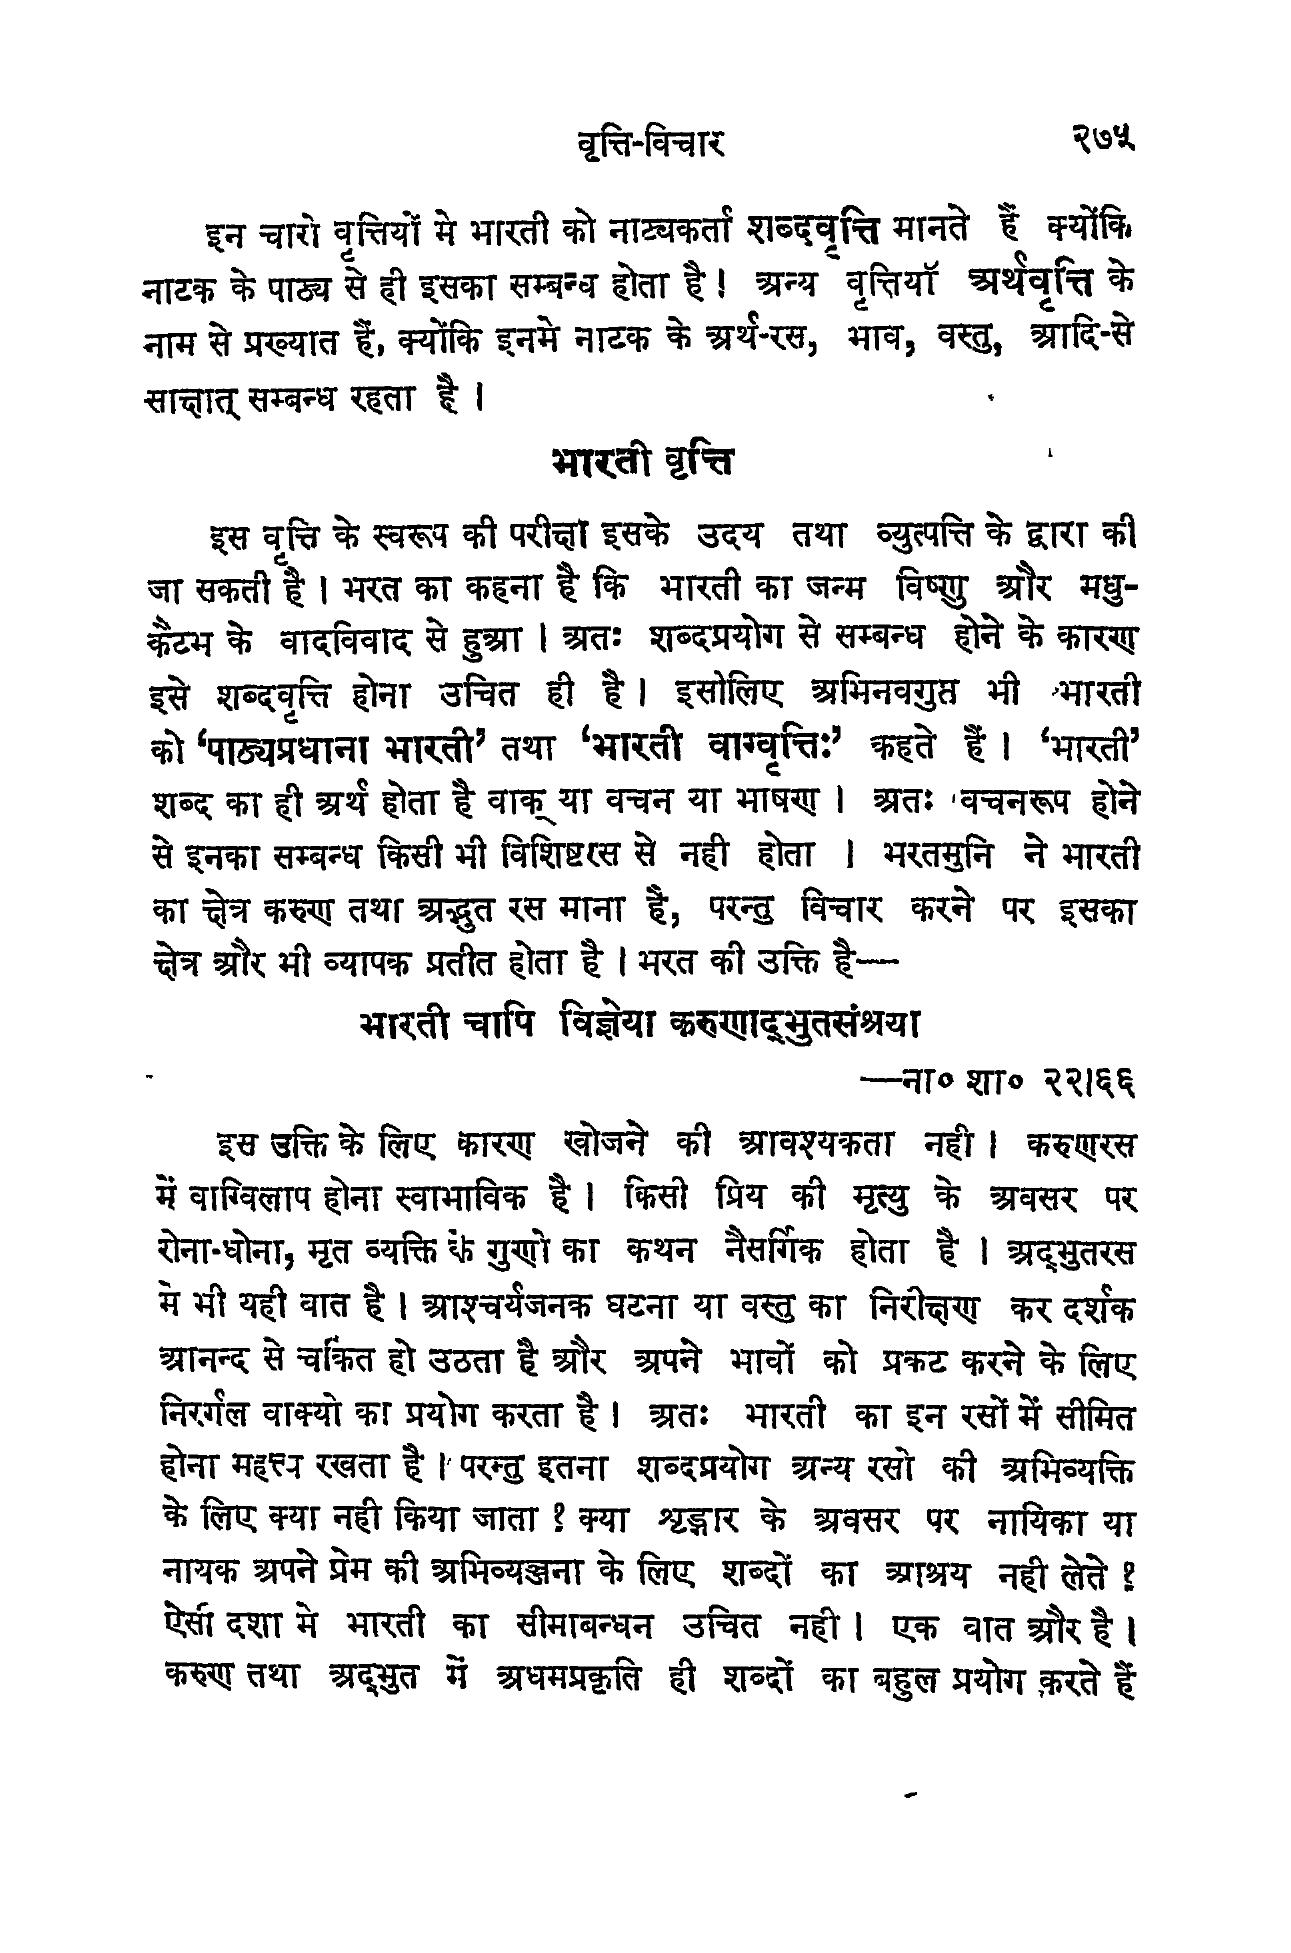 वृत्ति-विचार २७५
इन चारो वृत्तियों मे भारती को नाट्यकर्ता शब्दवृत्ति मानते हैं क्योंकि
नाटक के पाठ्य से ही इसका सम्बन्ध होता है! अन्य वृत्तियाँ अर्थवृत्ति के
नाम से प्रख्यात हैं, क्योंकि इनमे नाटक के अर्थ-रस, भाव, वस्तु, आदि-से
साक्षात् सम्बन्ध रहता है।
भारती वृत्ति
इस वृत्ति के स्वरूप की परीक्षा इसके उदय तथा व्युत्पत्ति के द्वारा की
जा सकती है। भरत का कहना है कि भारती का जन्म विष्णु और मधु-
कैटभ के वादविवाद से हुआ। अतः शब्दप्रयोग से सम्बन्ध होने के कारण
इसे शब्दवृत्ति होना उचित ही है। इसोलिए अभिनवगुप्त भी भारती
को ‘पाठ्यप्रधाना भारती’ तथा ‘भारती वाग्वृत्तिः’ कहते हैं। ‘भारती’
शब्द का ही अर्थ होता है वाक् या वचन या भाषण। अतः वचनरूप होने
से इनका सम्बन्ध किसी भी विशिष्टरस से नही होता। भरतमुनि ने भारती
का क्षेत्र करुण तथा अद्भुत रस माना है, परन्तु विचार करने पर इसका
क्षेत्र और भी व्यापक प्रतीत होता है। भरत की उक्ति है—
भारती चापि विज्ञेया करुणाद्भुतसंश्रया
—ना० शा० २२।६६
इस उक्ति के लिए कारण खोजने की आवश्यकता नही। करुणरस
में वाग्विलाप होना स्वाभाविक है। किसी प्रिय की मृत्यु के अवसर पर
रोना-धोना, मृत व्यक्ति के गुणो का कथन नैसर्गिक होता है। अद्भुतरस
मे भी यही वात है। आश्चर्यजनक घटना या वस्तु का निरीक्षण कर दर्शक
आनन्द से चकित हो उठता है और अपने भावों को प्रकट करने के लिए
निरर्गल वाक्यो का प्रयोग करता है। अतः भारती का इन रसों में सीमित
होना महत्त्व रखता है। परन्तु इतना शब्दप्रयोग अन्य रसो की अभिव्यक्ति
के लिए क्या नही किया जाता? क्या शृङ्गार के अवसर पर नायिका या
नायक अपने प्रेम की अभिव्यञ्जना के लिए शब्दों का आश्रय नही लेते?
ऐसी दशा मे भारती का सीमाबन्धन उचित नही। एक वात और है।
करुण तथा अद्भुत में अधमप्रकृति ही शब्दों का बहुल प्रयोग करते हैं